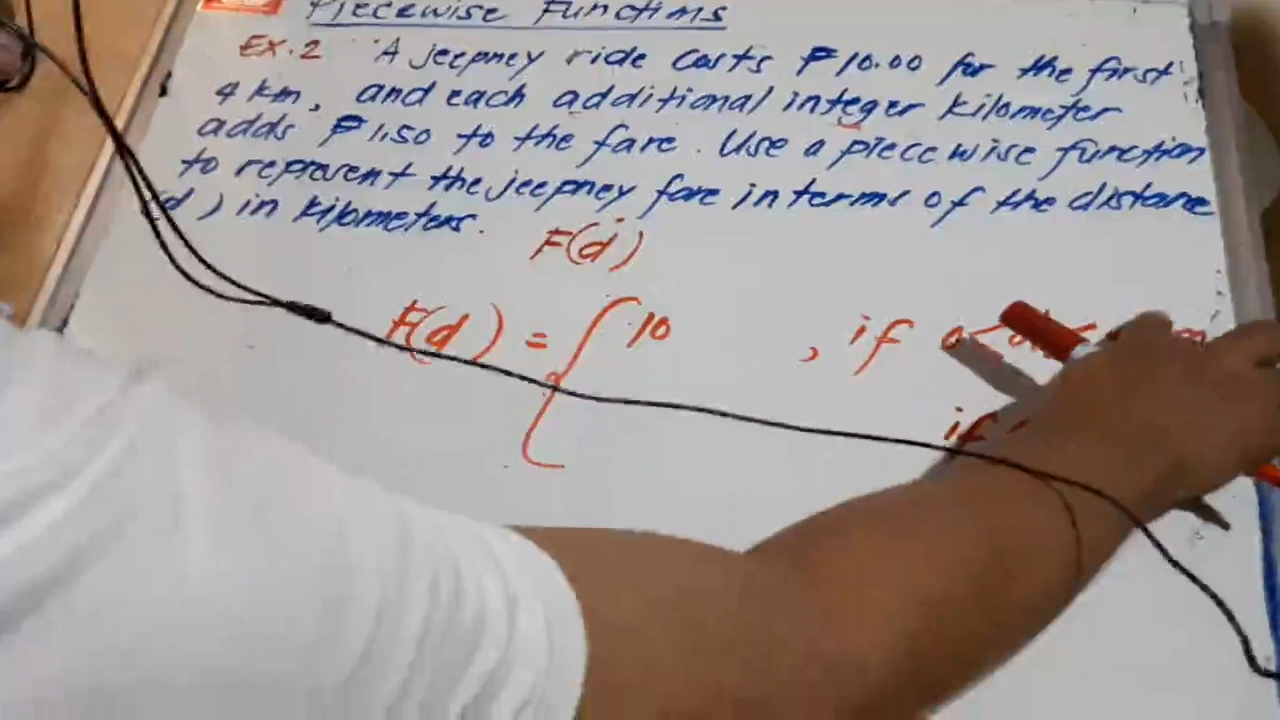 Piecewise Functions
Ex. 2 A jeepney ride costs ₱10.00 for the first
4 km, and each additional integer kilometer
adds ₱1.50 to the fare. Use a piecewise function
to represent the jeepney fare in terms of the distance
d) in kilometers.
F(d)
F(d) = { 10 , if
if